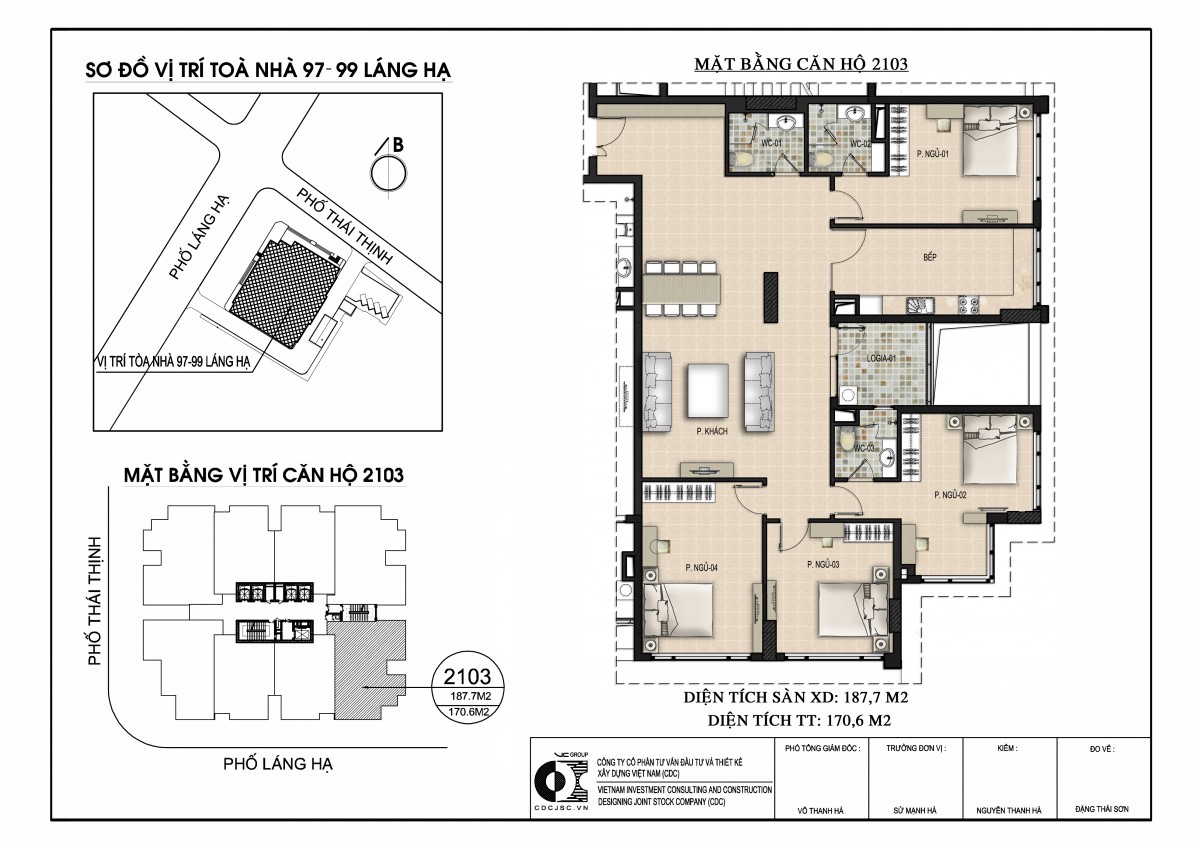 SƠ ĐỒ VỊ TRÍ TOÀ NHÀ 97-99 LÁNG HẠ
B
PHỐ LÁNG HẠ
PHỐ THÁI THỊNH
VỊ TRÍ TÒA NHÀ 97-99 LÁNG HẠ
MẶT BẰNG VỊ TRÍ CĂN HỘ 2103
PHỐ THÁI THỊNH
2103
187.7M2
170.6M2
PHỐ LÁNG HẠ
MẶT BẰNG CĂN HỘ 2103
WC-01
WC-02
P. NGỦ-01
BẾP
LOGIA-01
P. KHÁCH
WC-03
P. NGỦ-02
P. NGỦ-04
P. NGỦ-03
DIỆN TÍCH SÀN XD: 187,7 M2
DIỆN TÍCH TT: 170,6 M2
VC GROUP
CDCJSC.VN
CÔNG TY CỔ PHẦN TƯ VẤN ĐẦU TƯ VÀ THIẾT KẾ
XÂY DỰNG VIỆT NAM (CDC)
VIETNAM INVESTMENT CONSULTING AND CONSTRUCTION
DESIGNING JOINT STOCK COMPANY (CDC)
PHÓ TỔNG GIÁM ĐỐC :
VÕ THANH HÀ
TRƯỞNG ĐƠN VỊ :
SỬ MẠNH HÀ
KIỂM :
NGUYỄN THANH HÀ
ĐO VẼ :
ĐẶNG THÁI SƠN